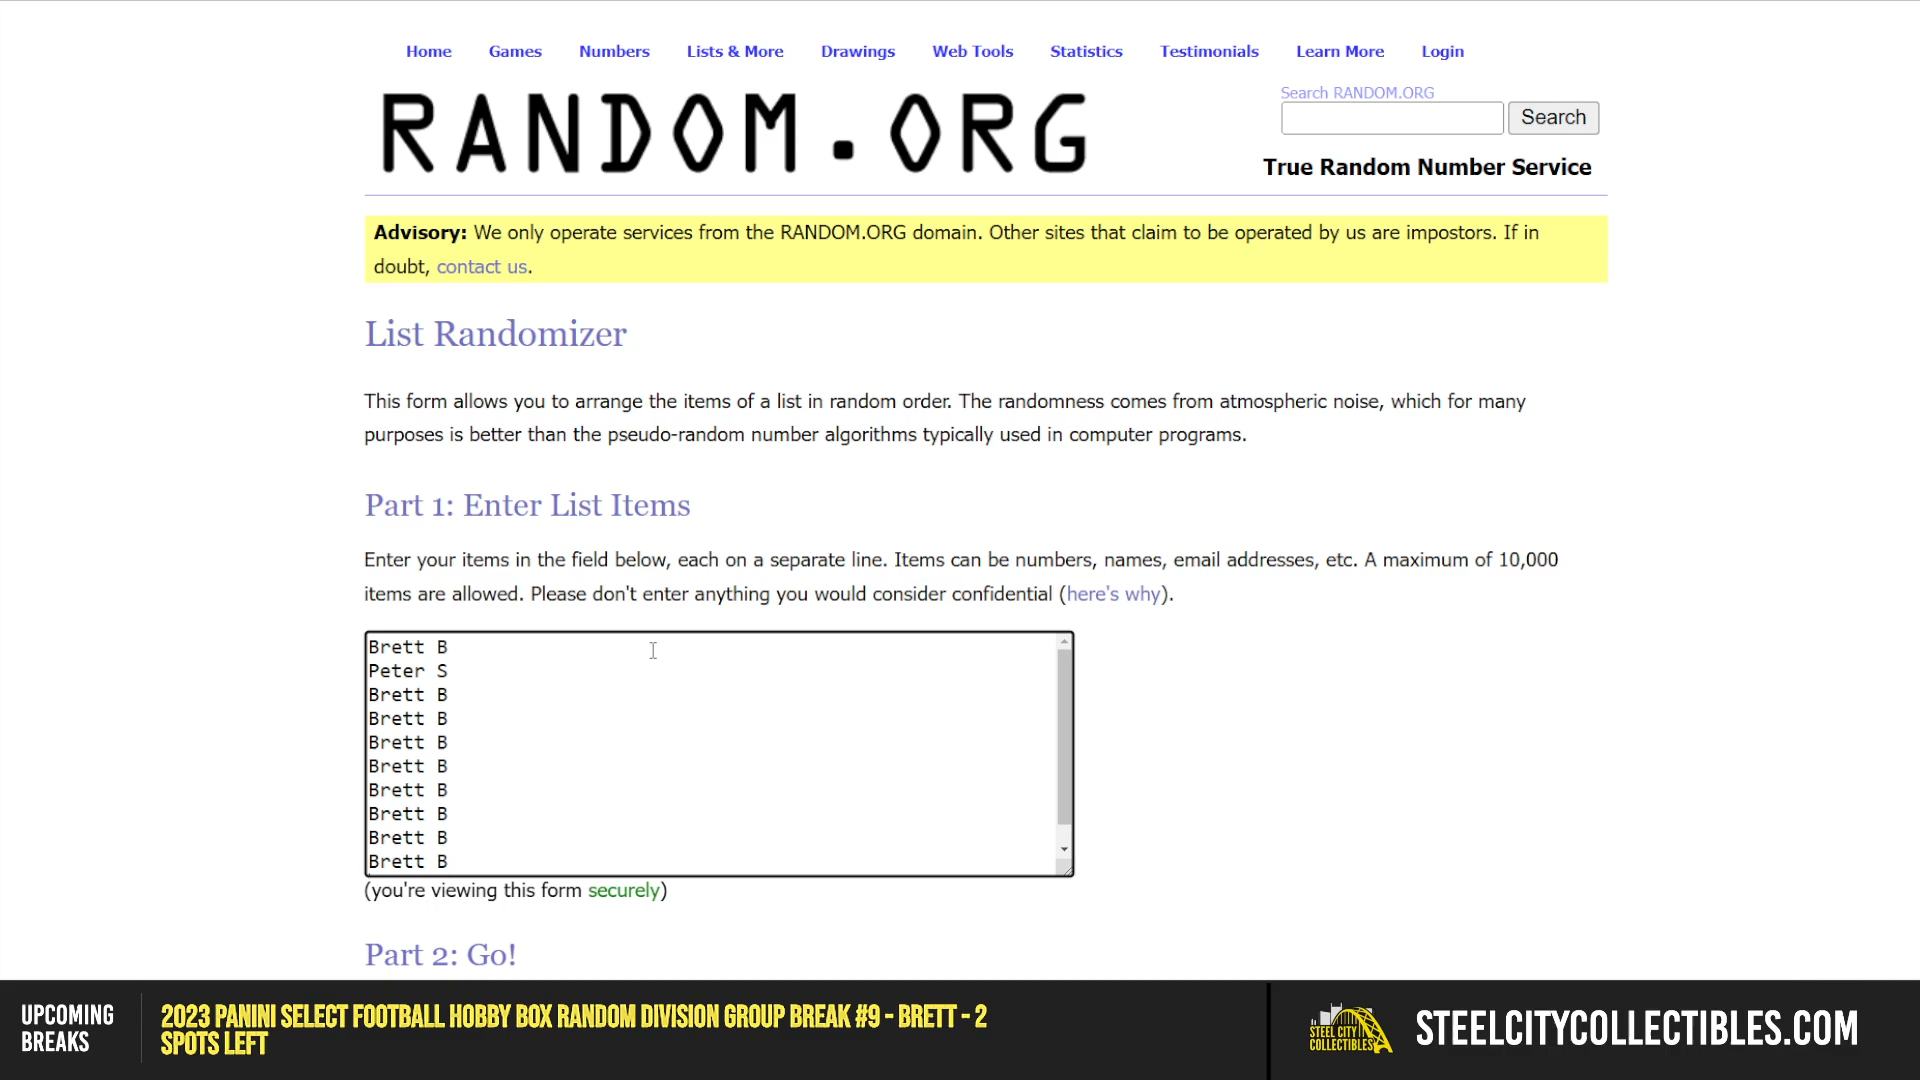 Home Games Numbers Lists & More Drawings Web Tools Statistics Testimonials Learn More Login
RANDOM.ORG
Search RANDOM.ORG
Search
True Random Number Service
Advisory: We only operate services from the RANDOM.ORG domain. Other sites that claim to be operated by us are impostors. If in
doubt, contact us.
List Randomizer
This form allows you to arrange the items of a list in random order. The randomness comes from atmospheric noise, which for many
purposes is better than the pseudo-random number algorithms typically used in computer programs.
Part 1: Enter List Items
Enter your items in the field below, each on a separate line. Items can be numbers, names, email addresses, etc. A maximum of 10,000
items are allowed. Please don't enter anything you would consider confidential (here's why).
Brett B
Peter S
Brett B
Brett B
Brett B
Brett B
Brett B
Brett B
Brett B
Brett B
(you're viewing this form securely)
Part 2: Go!
UPCOMING
BREAKS
2023 PANINI SELECT FOOTBALL HOBBY BOX RANDOM DIVISION GROUP BREAK #9 - BRETT - 2
SPOTS LEFT
STEEL CITY
COLLECTIBLES
STEELCITYCOLLECTIBLES.COM